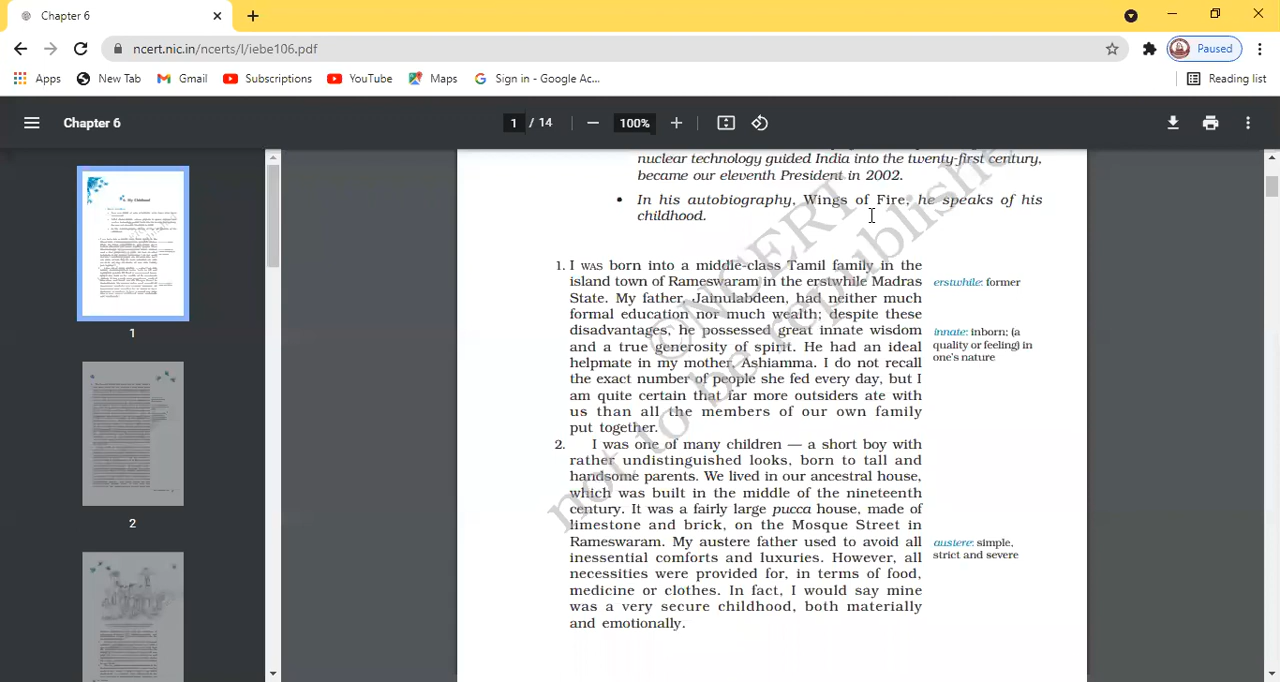 Chapter 6
ncert.nic.in/ncerts/l/iebe106.pdf
Paused
Apps
New Tab
Gmail
Subscriptions
YouTube
Maps
Sign in - Google Ac...
Reading list
Chapter 6
1 / 14
100%
1
2
nuclear technology guided India into the twenty-first century,
became our eleventh President in 2002.
• In his autobiography, Wings of Fire, he speaks of his
childhood.
1. I was born into a middle-class Tamil family in the
island town of Rameswaram in the erstwhile Madras
State. My father, Jainulabdeen, had neither much
formal education nor much wealth; despite these
disadvantages, he possessed great innate wisdom
and a true generosity of spirit. He had an ideal
helpmate in my mother, Ashiamma. I do not recall
the exact number of people she fed every day, but I
am quite certain that far more outsiders ate with
us than all the members of our own family
put together.
erstwhile: former
innate: inborn; (a
quality or feeling) in
one's nature
2. I was one of many children — a short boy with
rather undistinguished looks, born to tall and
handsome parents. We lived in our ancestral house,
which was built in the middle of the nineteenth
century. It was a fairly large pucca house, made of
limestone and brick, on the Mosque Street in
Rameswaram. My austere father used to avoid all
inessential comforts and luxuries. However, all
necessities were provided for, in terms of food,
medicine or clothes. In fact, I would say mine
was a very secure childhood, both materially
and emotionally.
austere: simple,
strict and severe
©NCERT
not to be republishe